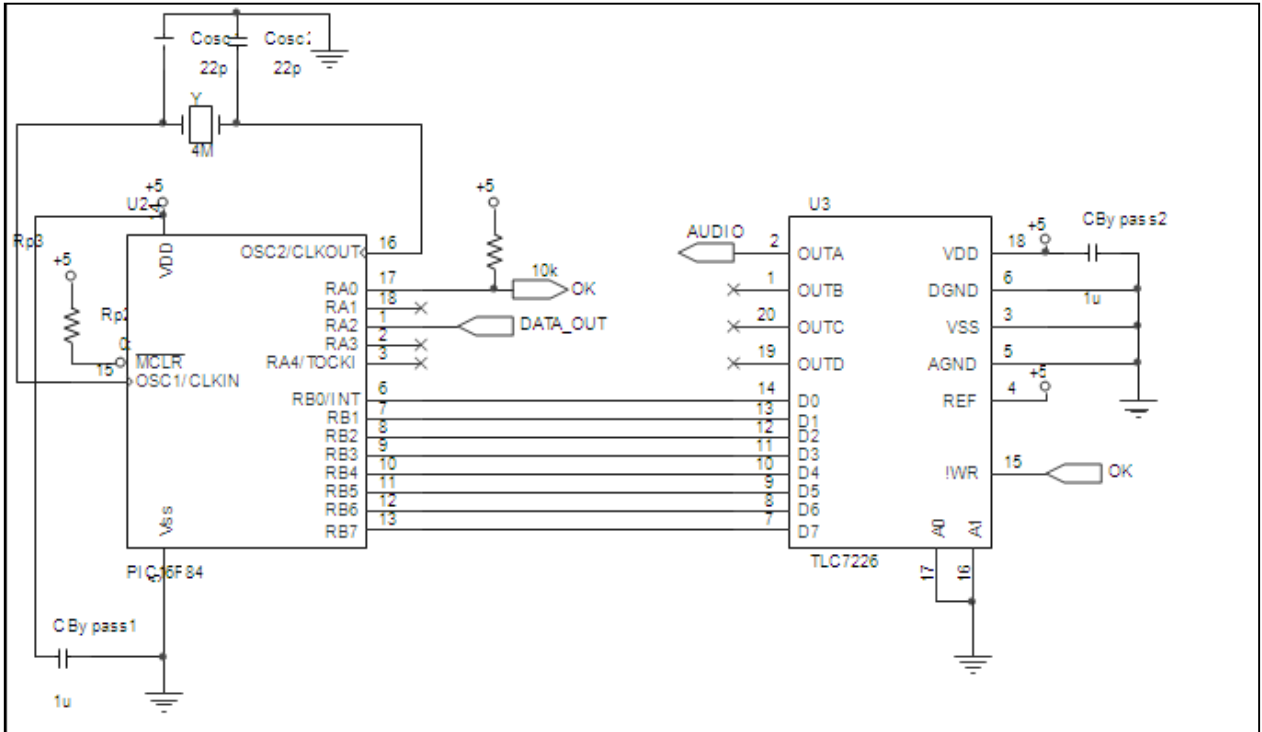 Cosc
Cosc2
22p
22p
Y
4M
+5
U2
14
VDD
Rp3
+5
MCLR
15
OSC1/CLKIN
OSC2/CLKOUT
16
RA0
17
RA1
18
RA2
1
RA3
2
RA4/TOCKI
3
RB0/INT
6
RB1
7
RB2
8
RB3
9
RB4
10
RB5
11
RB6
12
RB7
13
Vss
PIC16F84
CBypass1
1u
+5
10k
OK
DATA_OUT
U3
AUDIO
2
OUTA
1
OUTB
20
OUTC
19
OUTD
14
D0
13
D1
12
D2
11
D3
10
D4
9
D5
8
D6
7
D7
VDD
18
+5
CBypass2
1u
DGND
6
VSS
3
AGND
5
REF
4
+5
!WR
15
OK
A0
A1
17
16
TLC7226